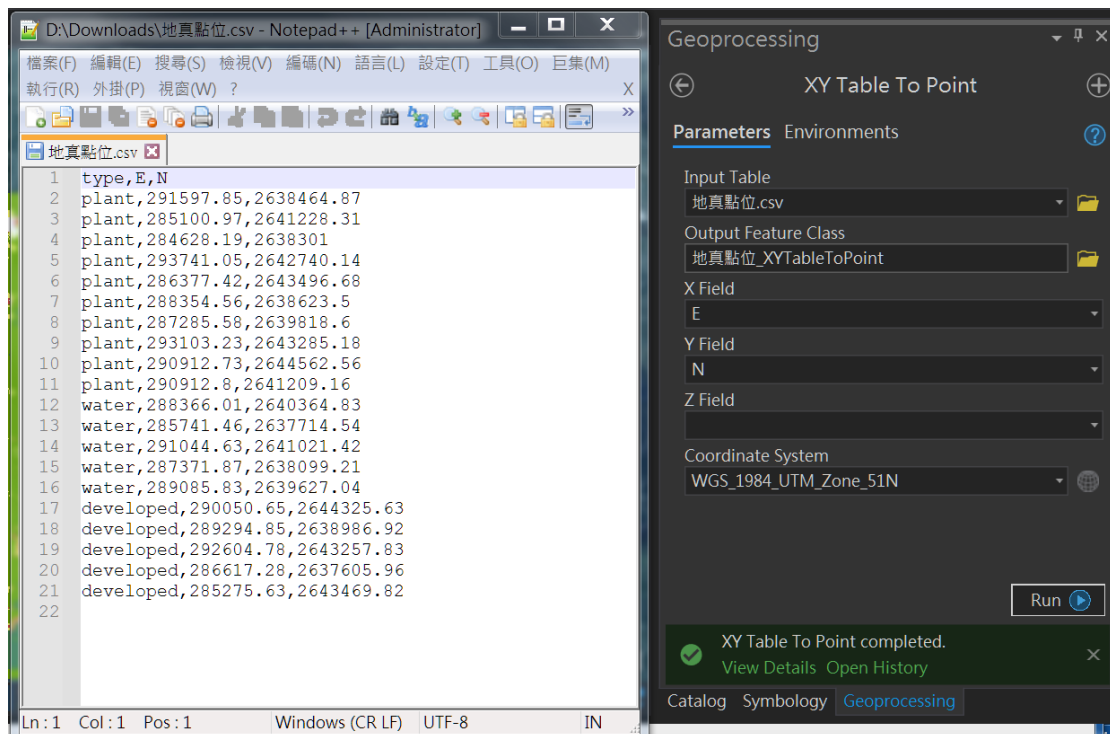 D:\Downloads\地真點位.csv - Notepad++ [Administrator]
檔案(F) 編輯(E) 搜尋(S) 檢視(V) 編碼(N) 語言(L) 設定(T) 工具(O) 巨集(M)
執行(R) 外掛(P) 視窗(W) ? X
地真點位.csv
1 type,E,N
2 plant,291597.85,2638464.87
3 plant,285100.97,2641228.31
4 plant,284628.19,2638301
5 plant,293741.05,2642740.14
6 plant,286377.42,2643496.68
7 plant,288354.56,2638623.5
8 plant,287285.58,2639818.6
9 plant,293103.23,2643285.18
10 plant,290912.73,2644562.56
11 plant,290912.8,2641209.16
12 water,288366.01,2640364.83
13 water,285741.46,2637714.54
14 water,291044.63,2641021.42
15 water,287371.87,2638099.21
16 water,289085.83,2639627.04
17 developed,290050.65,2644325.63
18 developed,289294.85,2638986.92
19 developed,292604.78,2643257.83
20 developed,286617.28,2637605.96
21 developed,285275.63,2643469.82
22
Ln : 1 Col : 1 Pos : 1 Windows (CR LF) UTF-8 IN
Geoprocessing
XY Table To Point
Parameters Environments
Input Table
地真點位.csv
Output Feature Class
地真點位_XYTableToPoint
X Field
E
Y Field
N
Z Field
Coordinate System
WGS_1984_UTM_Zone_51N
Run
XY Table To Point completed.
View Details Open History
Catalog Symbology Geoprocessing